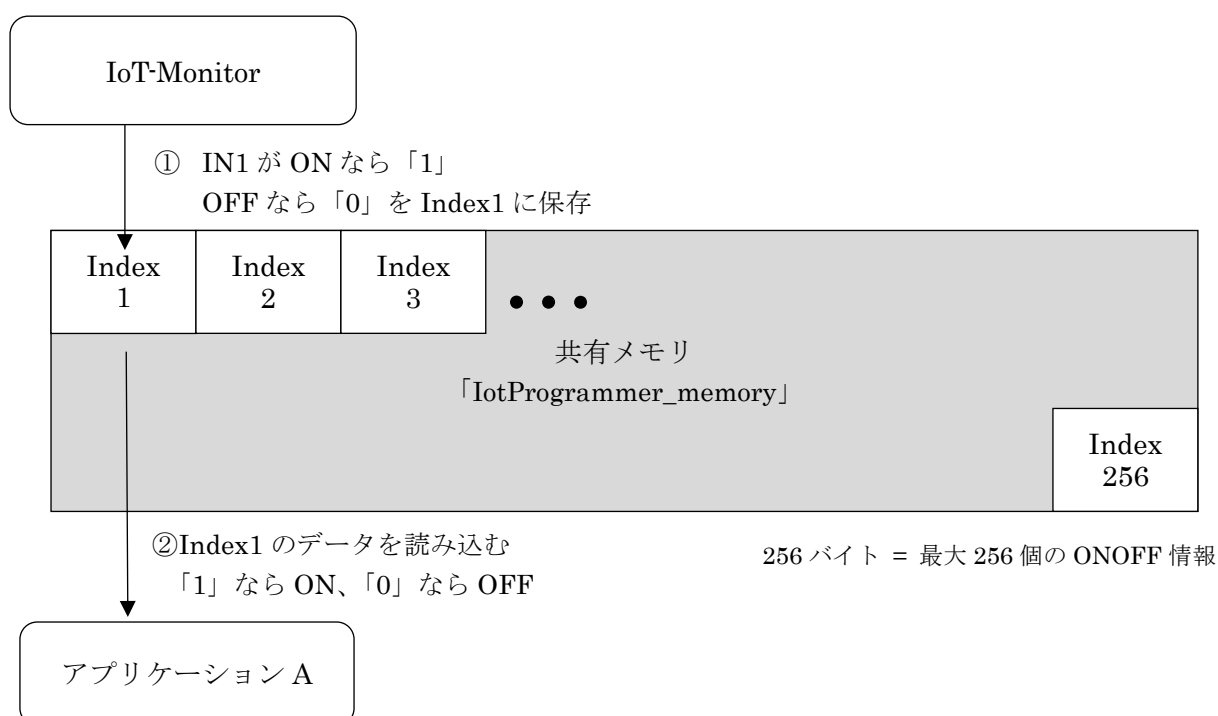 IoT-Monitor
① IN1 が ON なら「1」
OFF なら「0」を Index1 に保存
Index
1
Index
2
Index
3
● ● ●
共有メモリ
「IotProgrammer_memory」
Index
256
②Index1 のデータを読み込む
「1」なら ON、「0」なら OFF
256 バイト = 最大 256 個の ONOFF 情報
アプリケーション A